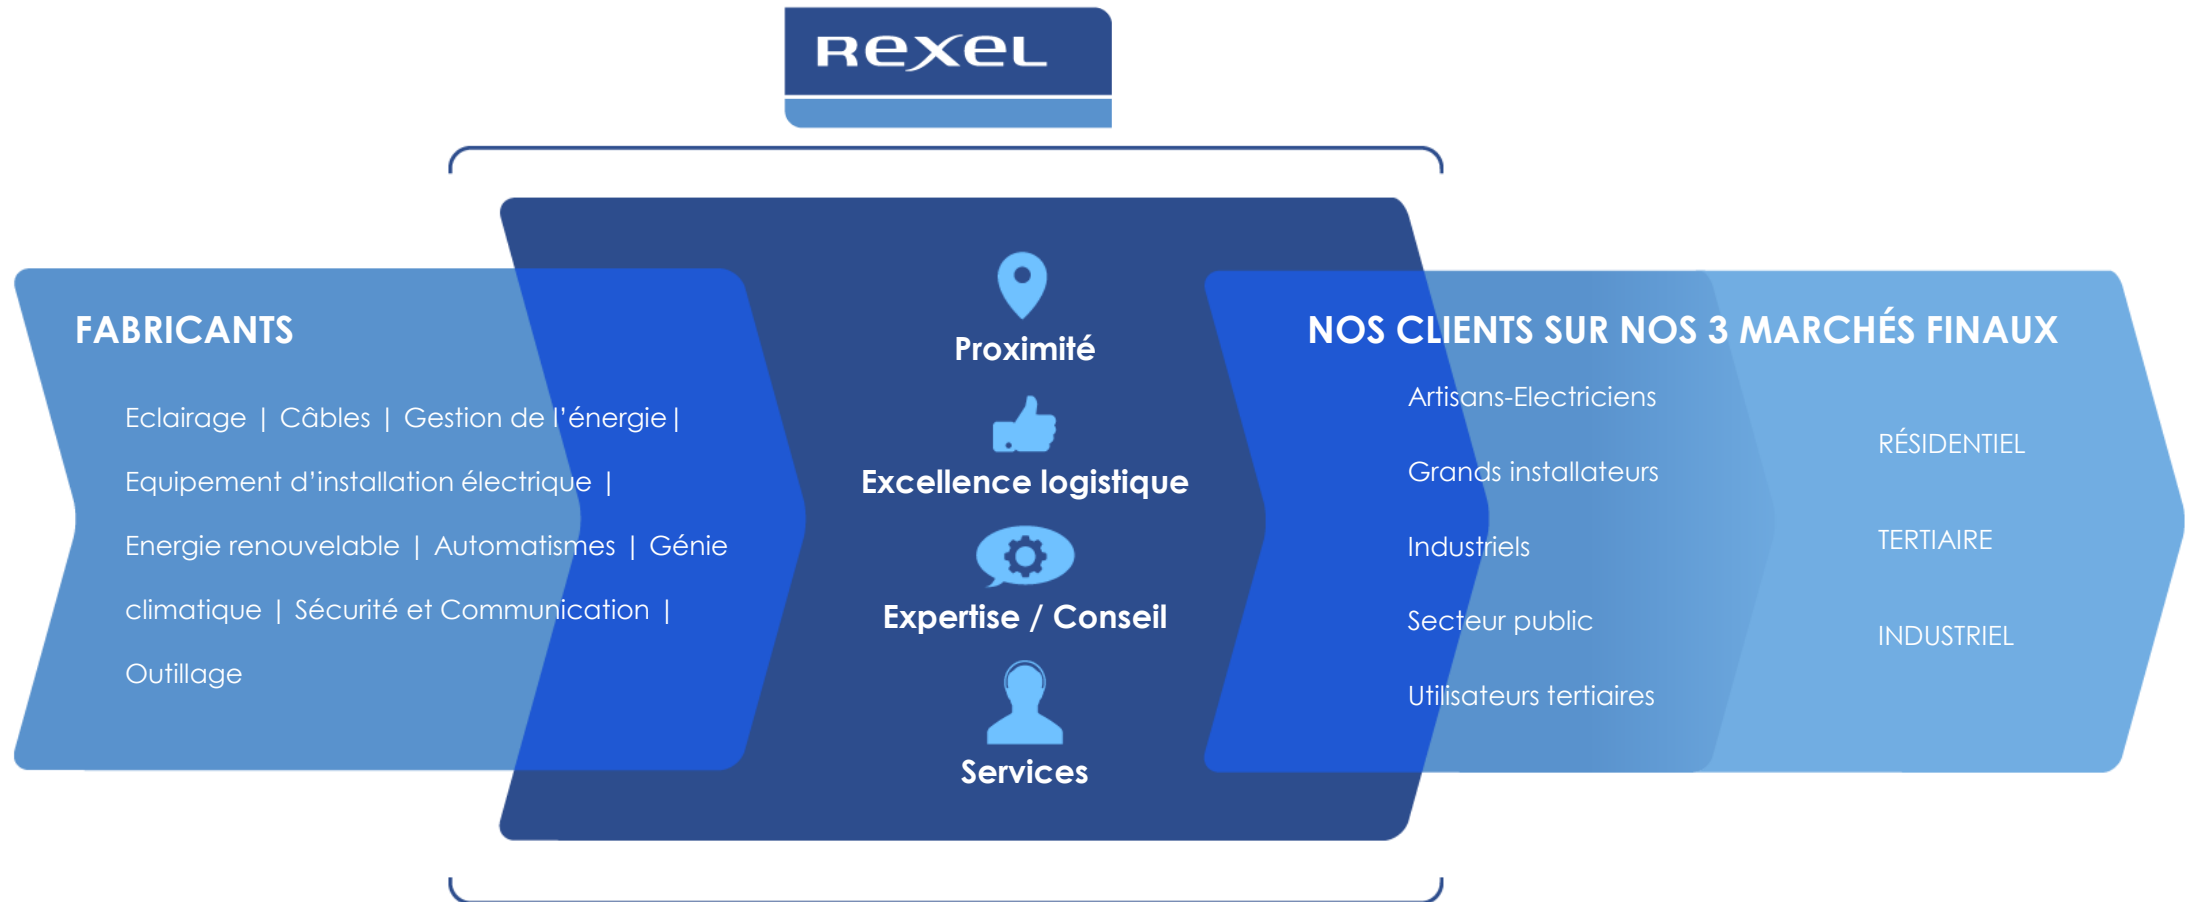 REXEL
FABRICANTS
Eclairage | Câbles | Gestion de l’énergie|
Equipement d’installation électrique |
Energie renouvelable | Automatismes | Génie
climatique | Sécurité et Communication |
Outillage
Proximité
Excellence logistique
Expertise / Conseil
Services
NOS CLIENTS SUR NOS 3 MARCHÉS FINAUX
Artisans-Electriciens
Grands installateurs
Industriels
Secteur public
Utilisateurs tertiaires
RÉSIDENTIEL
TERTIAIRE
INDUSTRIEL